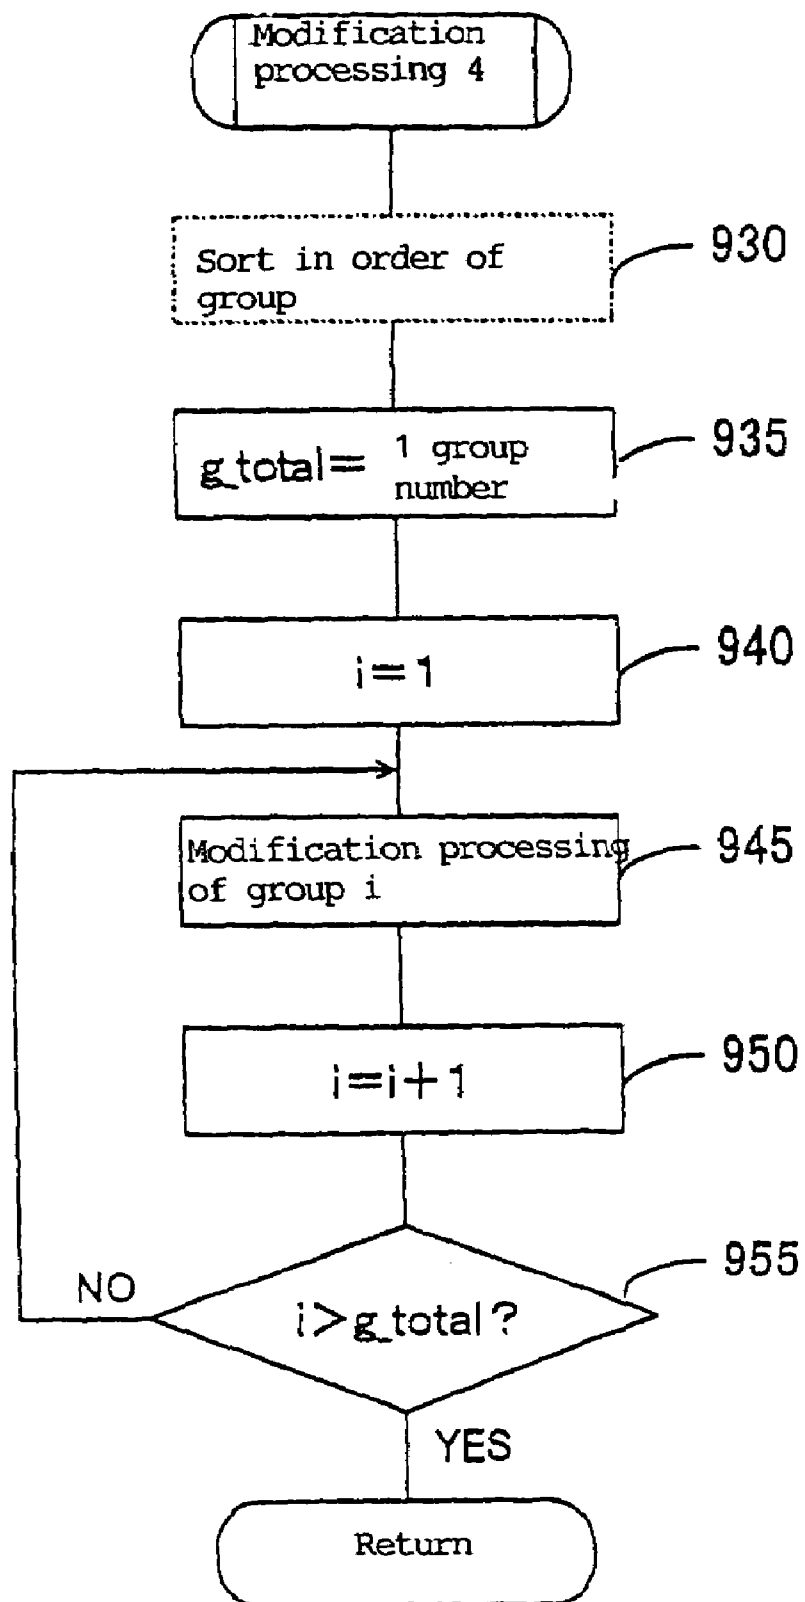 Modification
processing 4
Sort in order of
group
930
g_total= 1 group
number
935
i=1
940
Modification processing
of group i
945
i=i+1
950
i>g_total?
955
NO
YES
Return